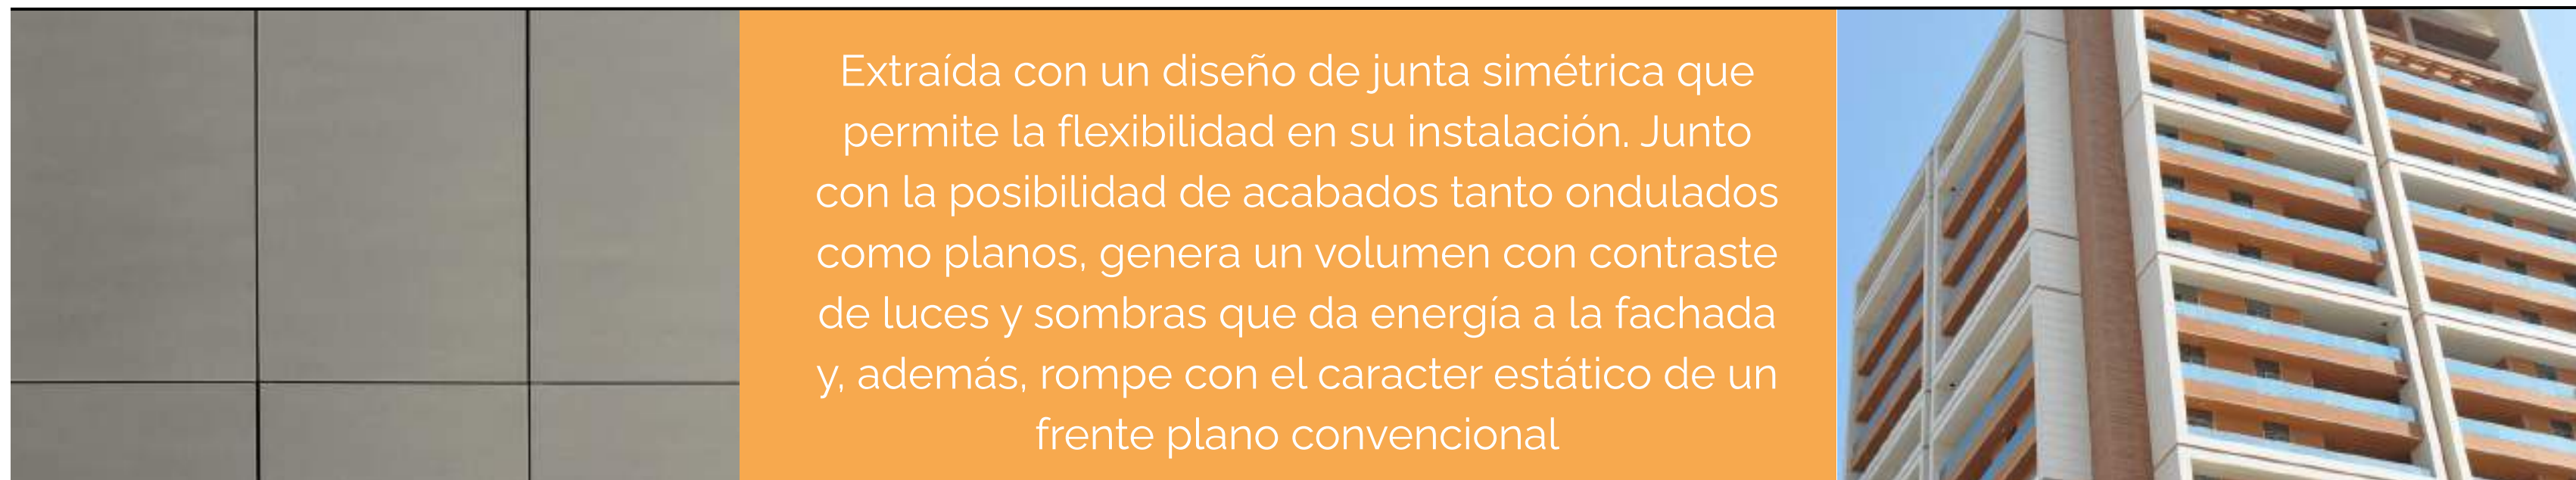 Extraída con un diseño de junta simétrica que
permite la flexibilidad en su instalación. Junto
con la posibilidad de acabados tanto ondulados
como planos, genera un volumen con contraste
de luces y sombras que da energía a la fachada
y, además, rompe con el caracter estático de un
frente plano convencional